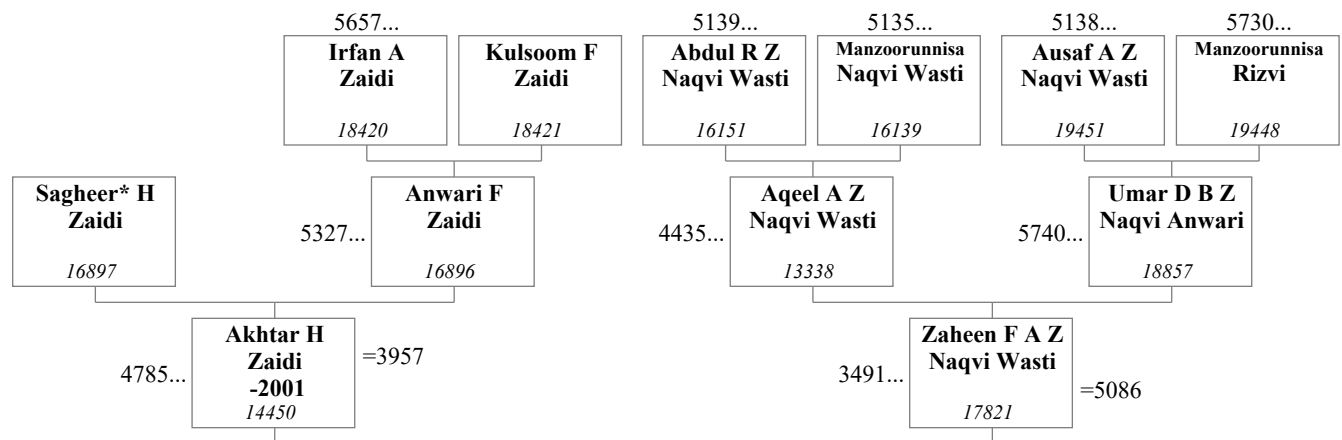 5657...
5139...
5135...
5138...
5730...
Irfan A
Zaidi
18420
Kulsoom F
Zaidi
18421
Abdul R Z
Naqvi Wasti
16151
Manzoorunnisa
Naqvi Wasti
16139
Ausaf A Z
Naqvi Wasti
19451
Manzoorunnisa
Rizvi
19448
Sagheer* H
Zaidi
16897
5327...
Anwari F
Zaidi
16896
4435...
Aqeel A Z
Naqvi Wasti
13338
5740...
Umar D B Z
Naqvi Anwari
18857
4785...
Akhtar H
Zaidi
-2001
14450
=3957
3491...
Zaheen F A Z
Naqvi Wasti
17821
=5086